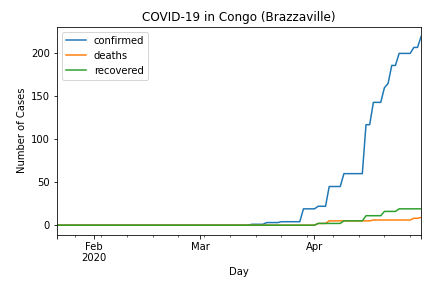 COVID-19 in Congo (Brazzaville)
confirmed
deaths
recovered
Number of Cases
200
150
100
50
0
Feb
2020
Mar
Apr
Day